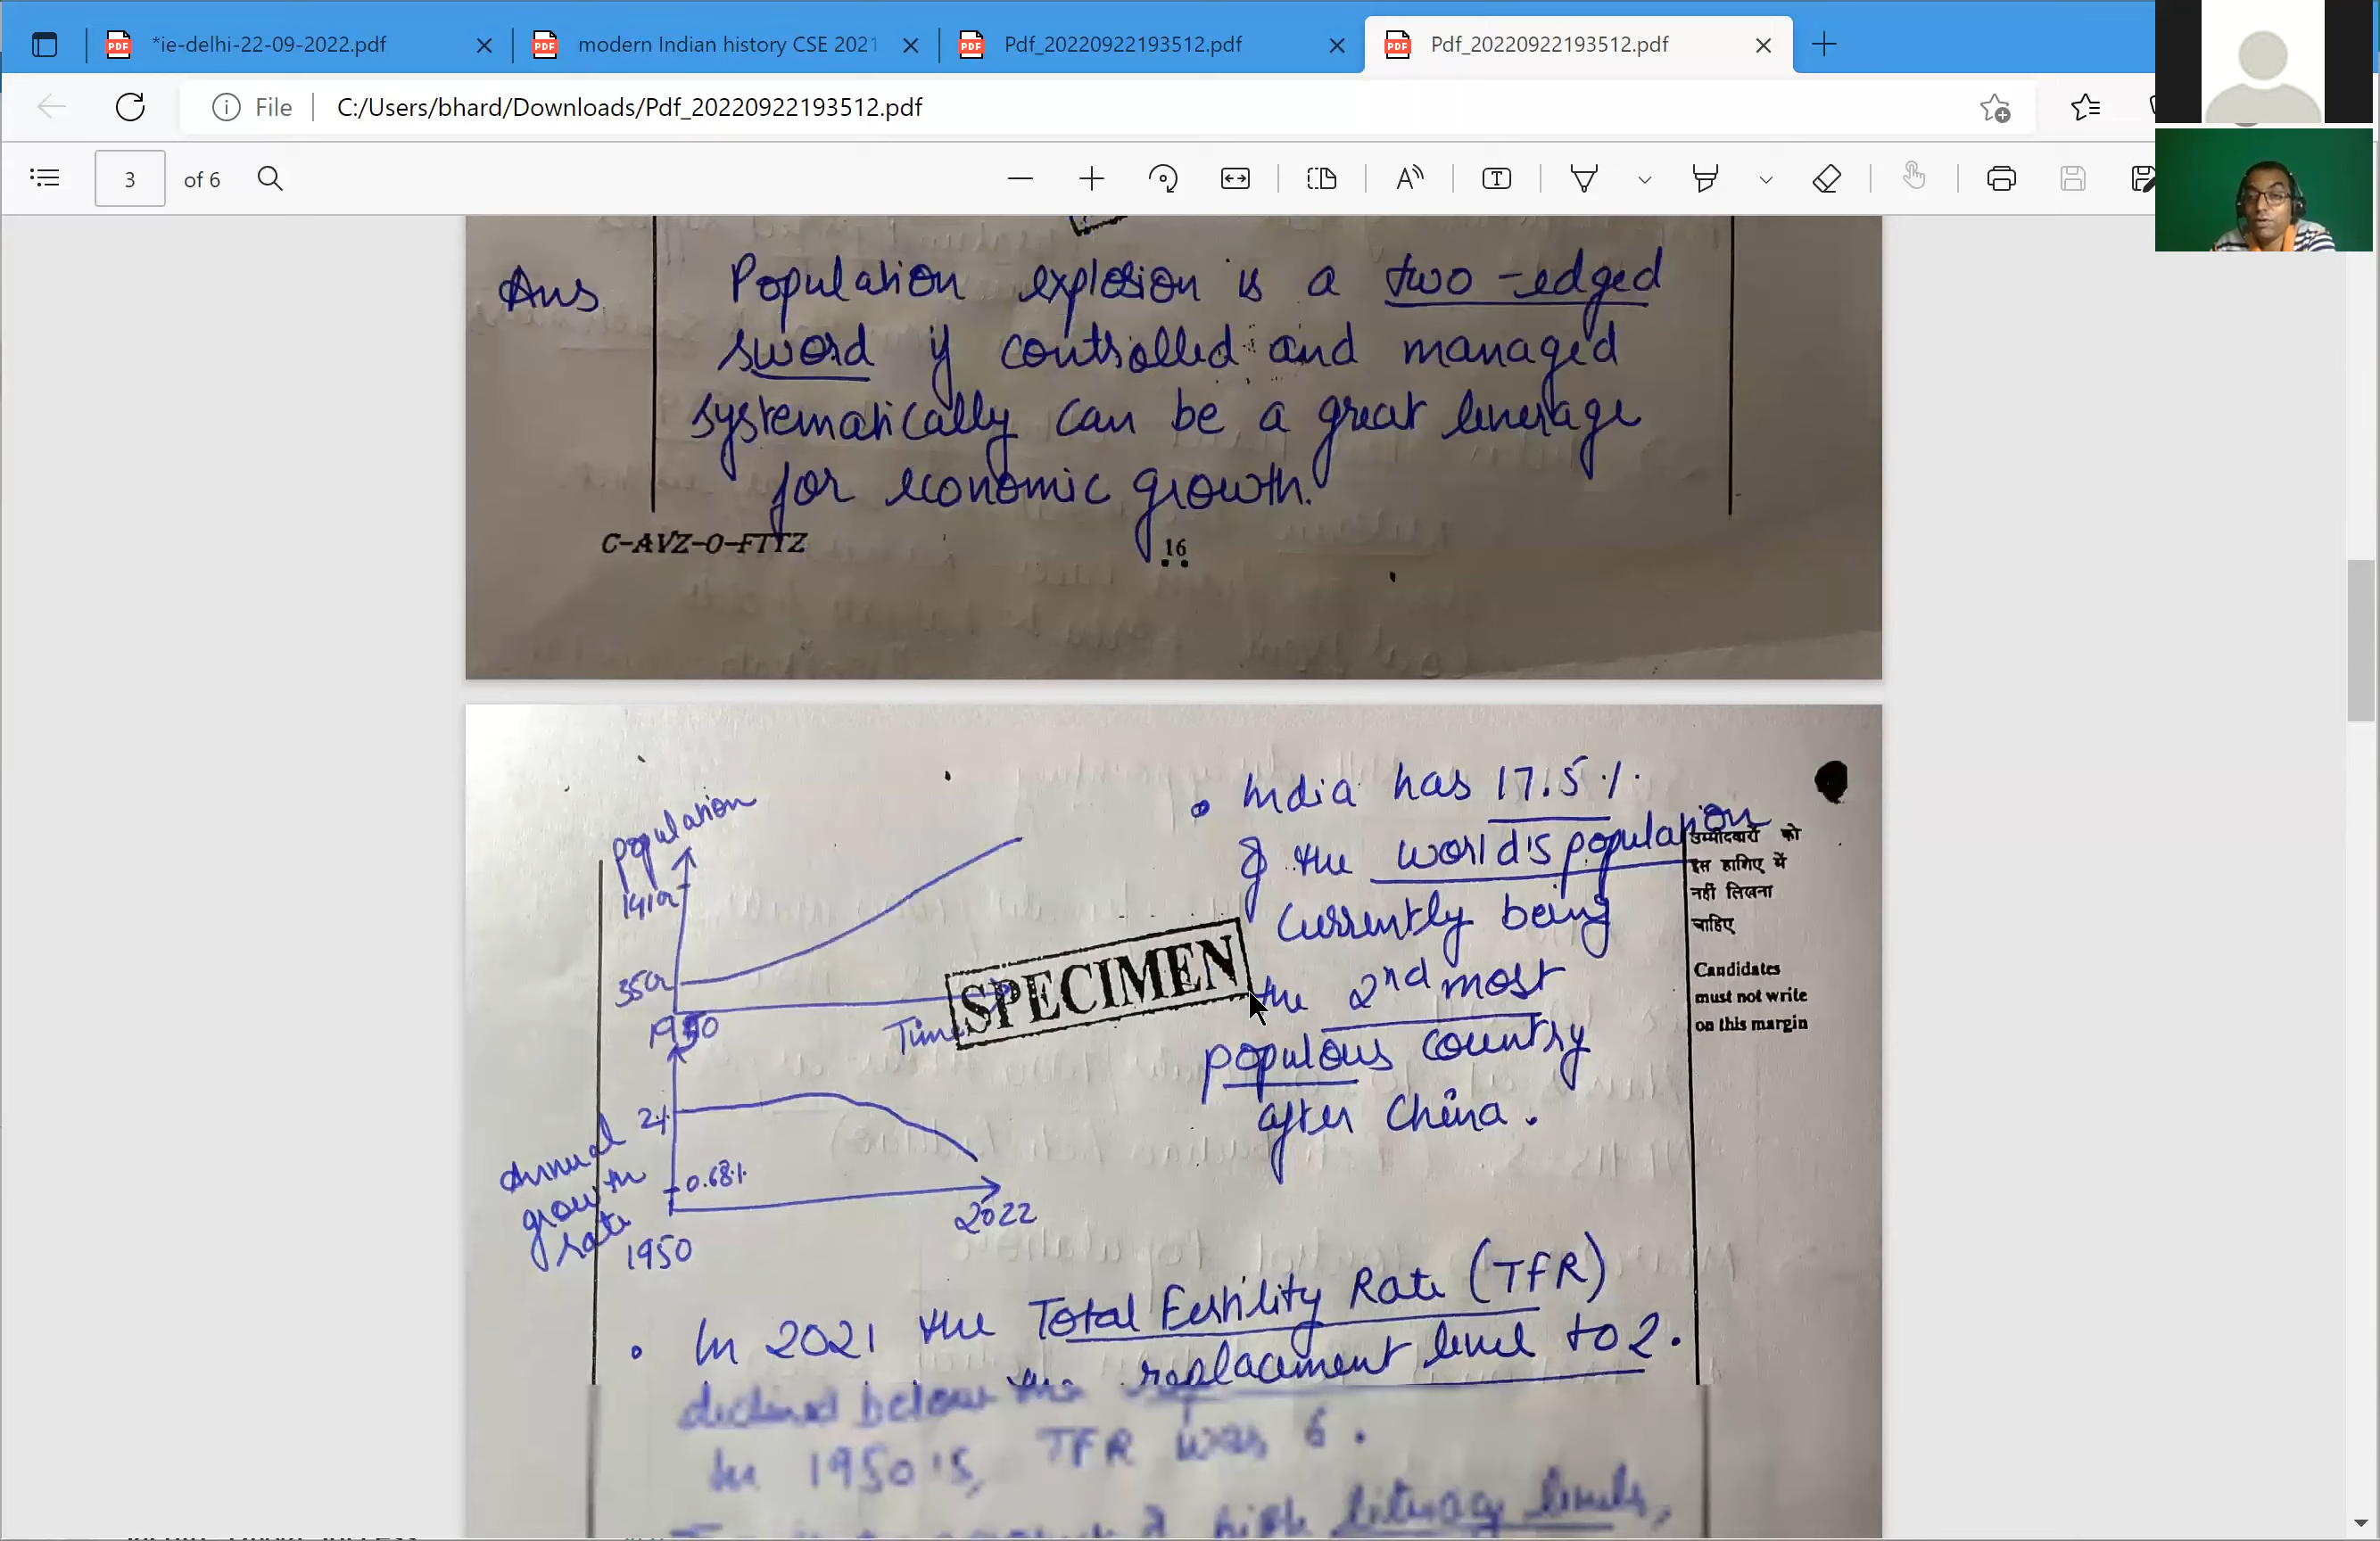 *ie-delhi-22-09-2022.pdf
modern Indian history CSE 2021
Pdf_20220922193512.pdf
Pdf_20220922193512.pdf
File
C:/Users/bhard/Downloads/Pdf_20220922193512.pdf
3 of 6
Ans Population explosion is a two-edged
sword if controlled and managed
systematically can be a great leverage
for economic growth.
C-AVZ-O-FTTZ
16
Population
141cr
35cr
1950
Time
SPECIMEN
• India has 17.5%
of the world's population
currently being
the 2nd most
populous country
after China.
उम्मीदवारों को
इस हाशिए में
नहीं लिखना
चाहिए
Candidates
must not write
on this margin
Annual
growth
rate
2%
0.68%
1950
2022
• In 2021 the Total Fertility Rate (TFR)
declined below the replacement level to 2.
In 1950's, TFR was 6.
high literacy levels,